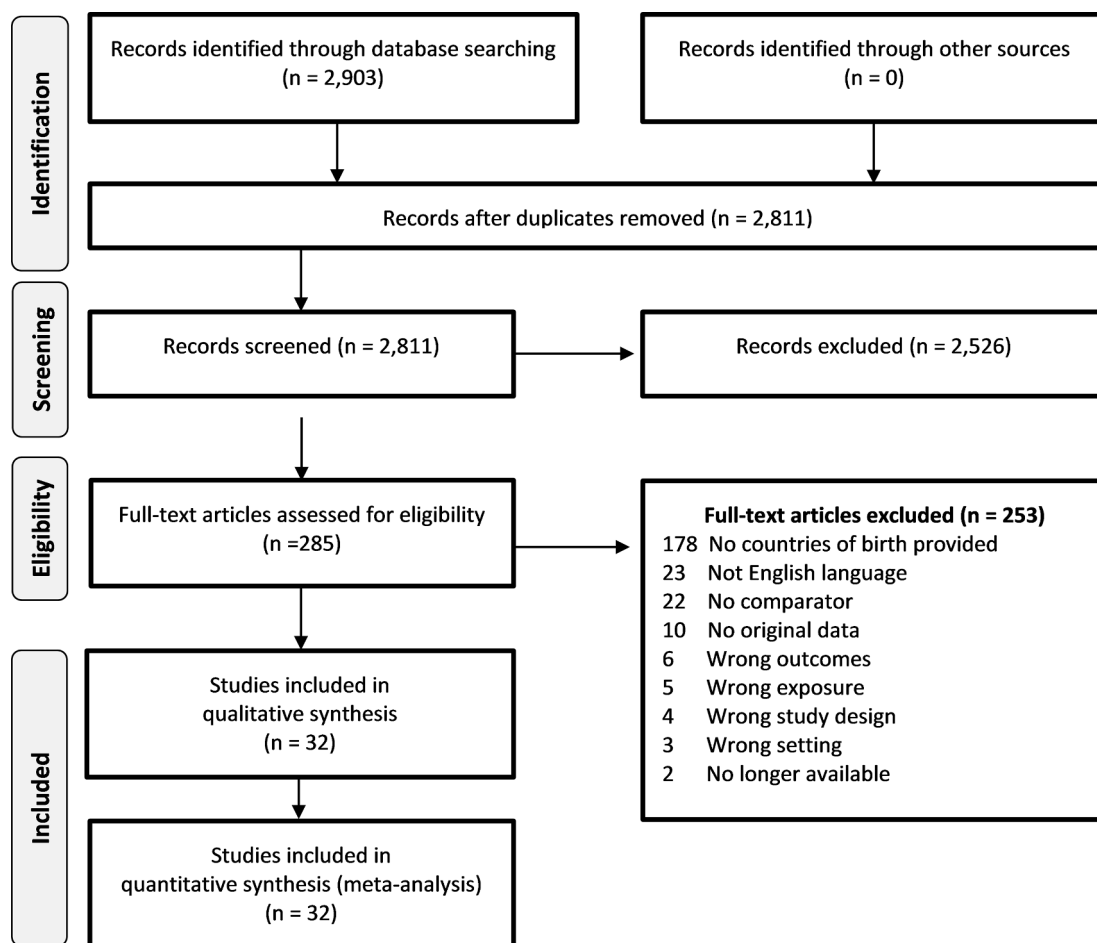 Identification
Records identified through database searching
(n = 2,903)
Records identified through other sources
(n = 0)
Records after duplicates removed (n = 2,811)
Screening
Records screened (n = 2,811)
Records excluded (n = 2,526)
Eligibility
Full-text articles assessed for eligibility
(n =285)
Full-text articles excluded (n = 253)
178 No countries of birth provided
23 Not English language
22 No comparator
10 No original data
6 Wrong outcomes
5 Wrong exposure
4 Wrong study design
3 Wrong setting
2 No longer available
Included
Studies included in
qualitative synthesis
(n = 32)
Studies included in
quantitative synthesis (meta-analysis)
(n = 32)